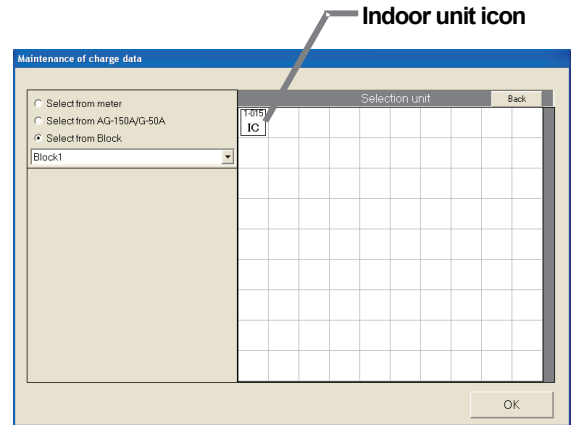 Indoor unit icon
Maintenance of charge data
Select from meter
Select from AG-150A/G-50A
Select from Block
Block1
Selection unit
Back
1-015
IC
OK